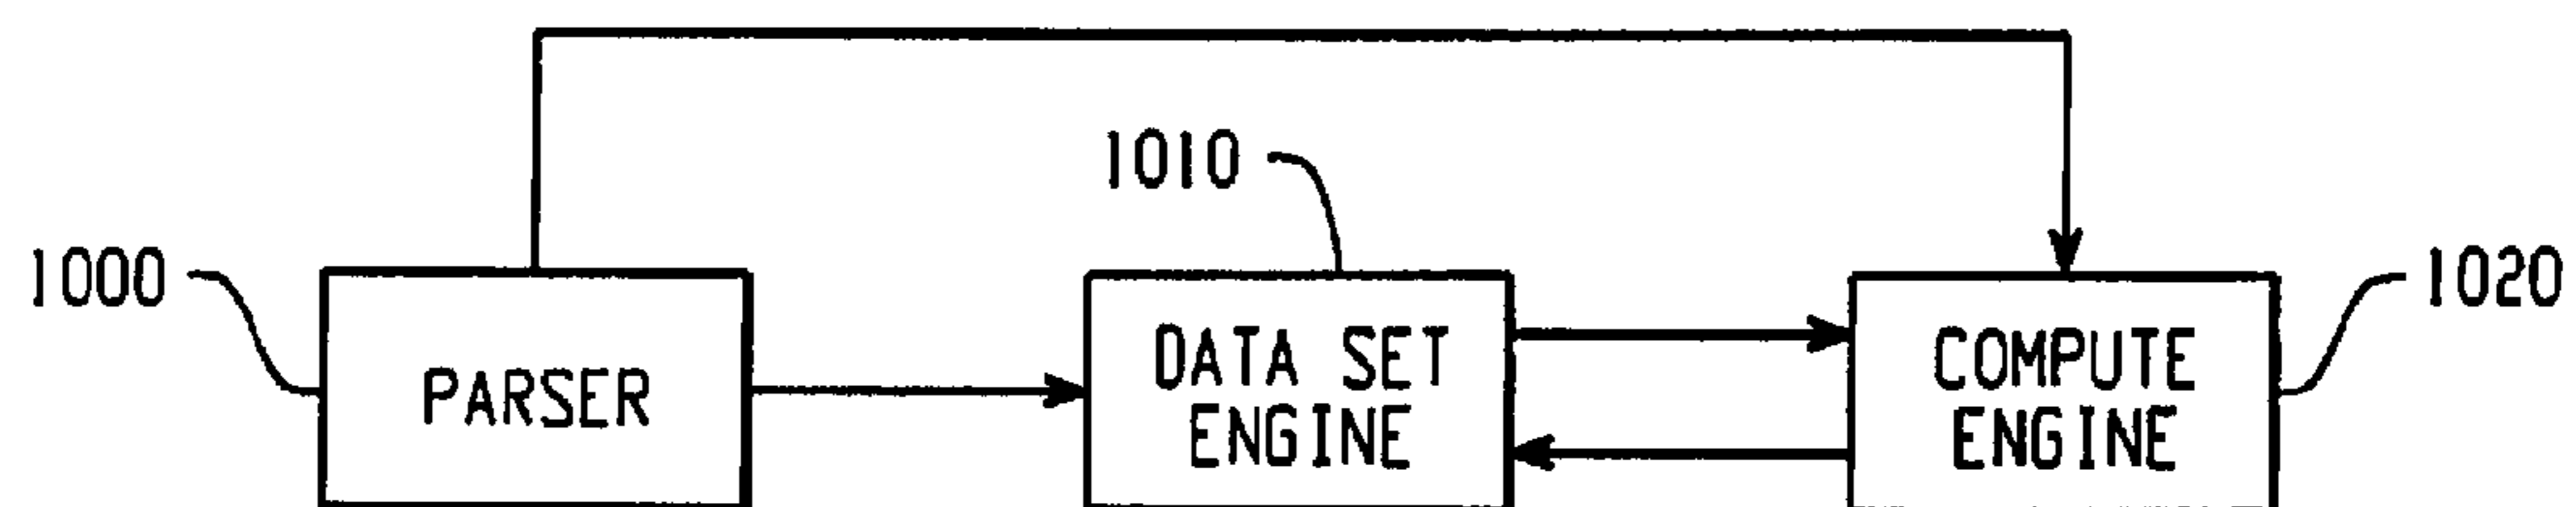 1010
1000
1020
PARSER
DATA SET
ENGINE
COMPUTE
ENGINE